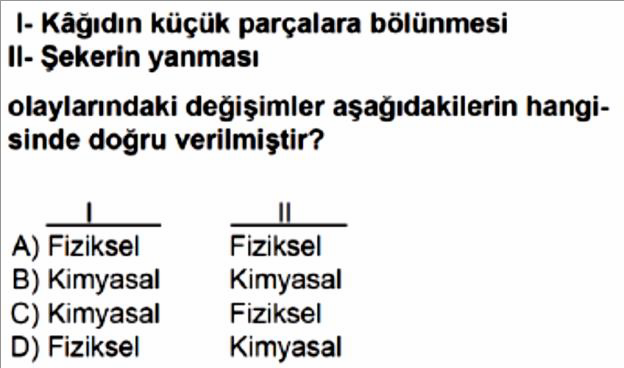 I- Kâğıdın küçük parçalara bölünmesi
II- Şekerin yanması
olaylarındaki değişimler aşağıdakilerin hangi-
sinde doğru verilmiştir?
I II
A) Fiziksel Fiziksel
B) Kimyasal Kimyasal
C) Kimyasal Fiziksel
D) Fiziksel Kimyasal